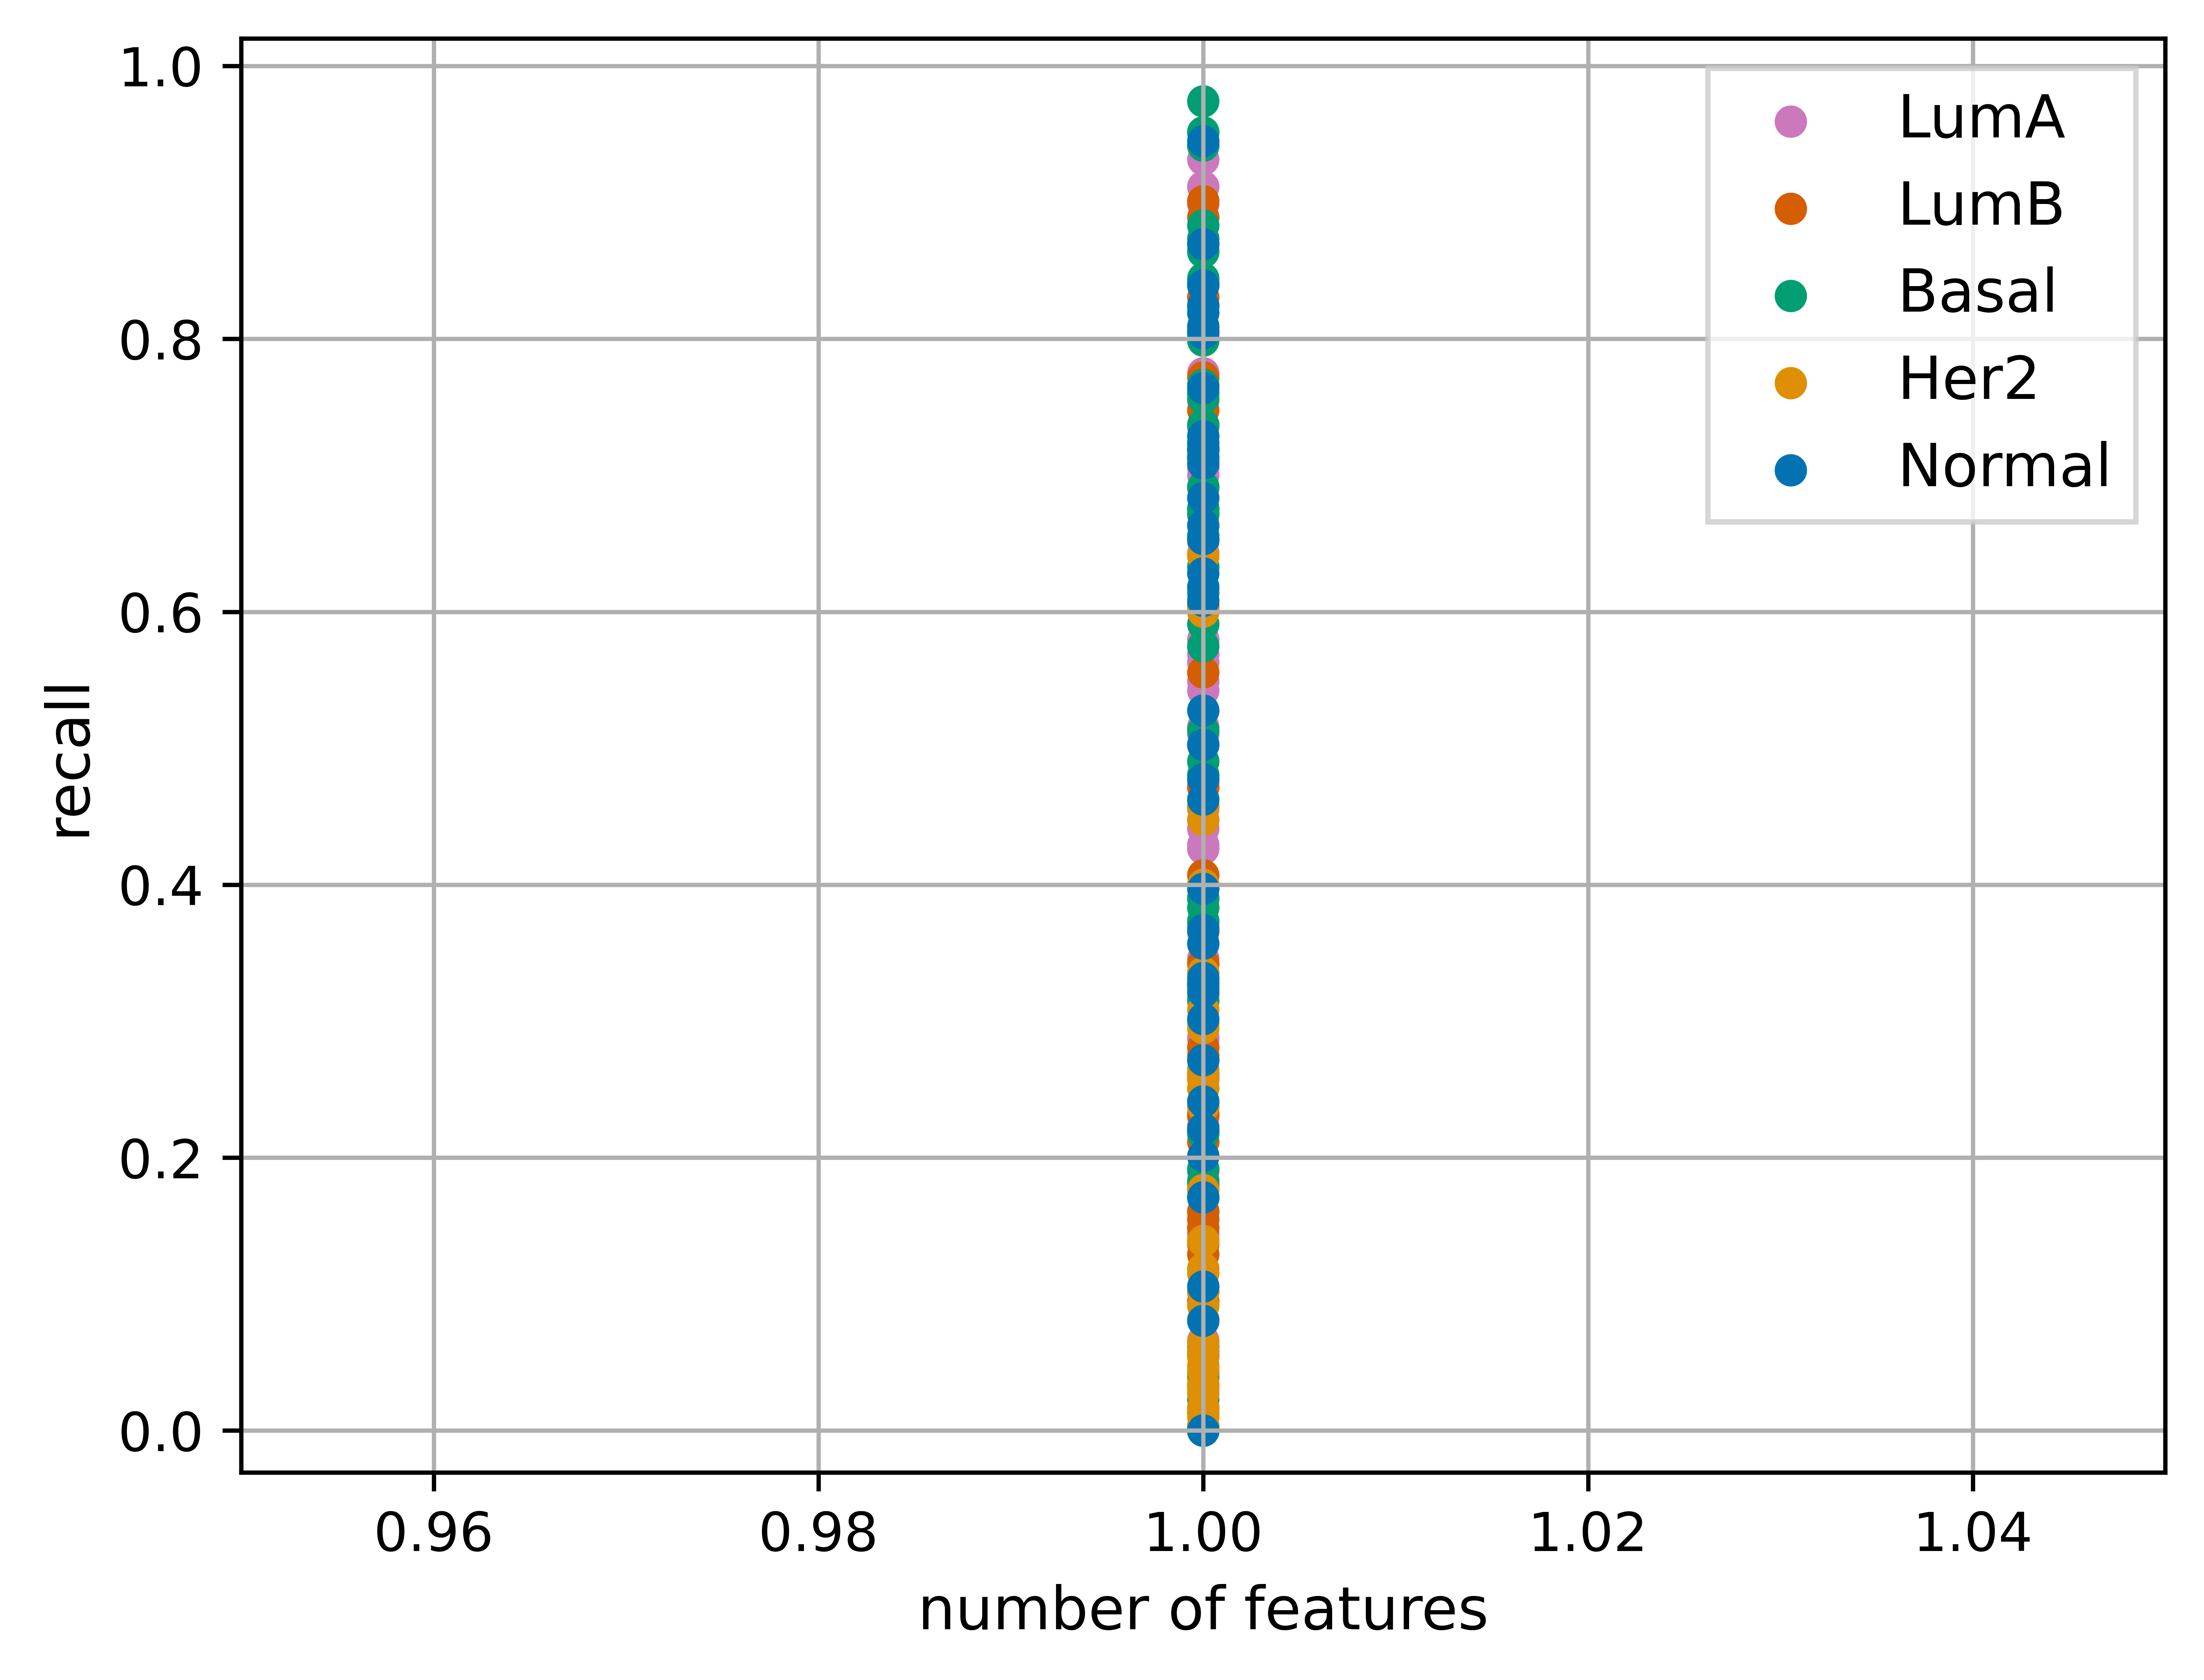 1.0
0.8
0.6
0.4
0.2
0.0
recall
0.96
0.98
1.00
1.02
1.04
number of features
LumA
LumB
Basal
Her2
Normal